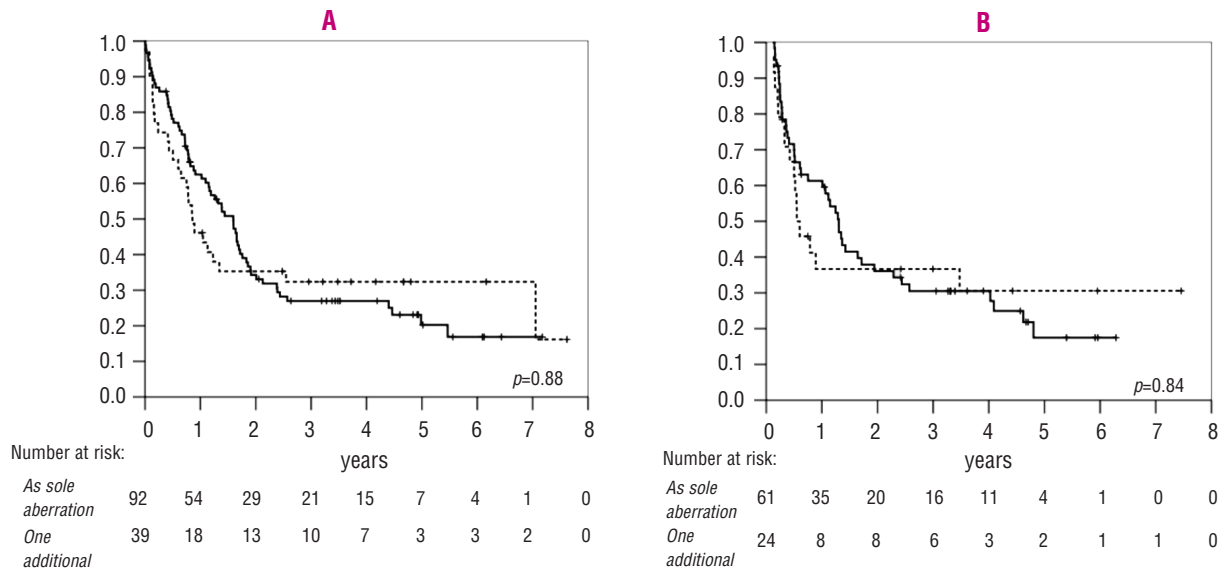 A
1.0
0.9
0.8
0.7
0.6
0.5
0.4
0.3
0.2
0.1
0.0
p=0.88
0 1 2 3 4 5 6 7 8
years
Number at risk:
As sole
aberration
92 54 29 21 15 7 4 1 0
One
additional
39 18 13 10 7 3 3 2 0
B
1.0
0.9
0.8
0.7
0.6
0.5
0.4
0.3
0.2
0.1
0.0
p=0.84
0 1 2 3 4 5 6 7 8
years
Number at risk:
As sole
aberration
61 35 20 16 11 4 1 0 0
One
additional
24 8 8 6 3 2 1 1 0